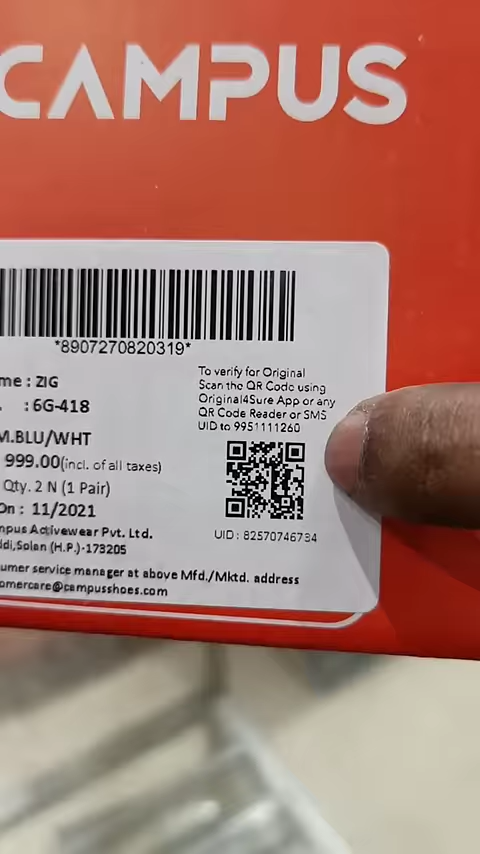 CAMPUS
*8907270820319*
To verify for Original
Scan the QR Code using
Original4Sure App or any
QR Code Reader or SMS
UID to 9951111260
me : ZIG
. : 6G-418
M.BLU/WHT
999.00(incl. of all taxes)
Qty. 2 N (1 Pair)
On : 11/2021
mpus Activewear Pvt. Ltd.
ddi,Solan (H.P.)-173205
UID : 82570746734
umer service manager at above Mfd./Mktd. address
omercare@campusshoes.com